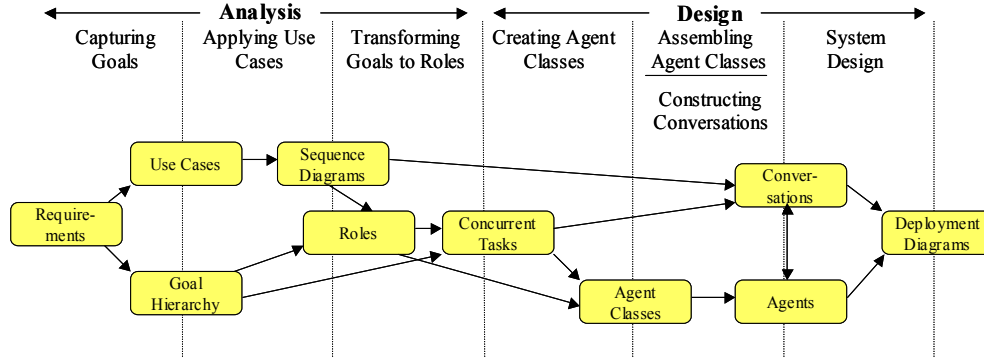 Analysis
Design
Capturing
Goals
Applying Use
Cases
Transforming
Goals to Roles
Creating Agent
Classes
Assembling
Agent Classes
Constructing
Conversations
System
Design
Use Cases
Sequence
Diagrams
Conver-
sations
Require-
ments
Roles
Concurrent
Tasks
Deployment
Diagrams
Goal
Hierarchy
Agent
Classes
Agents